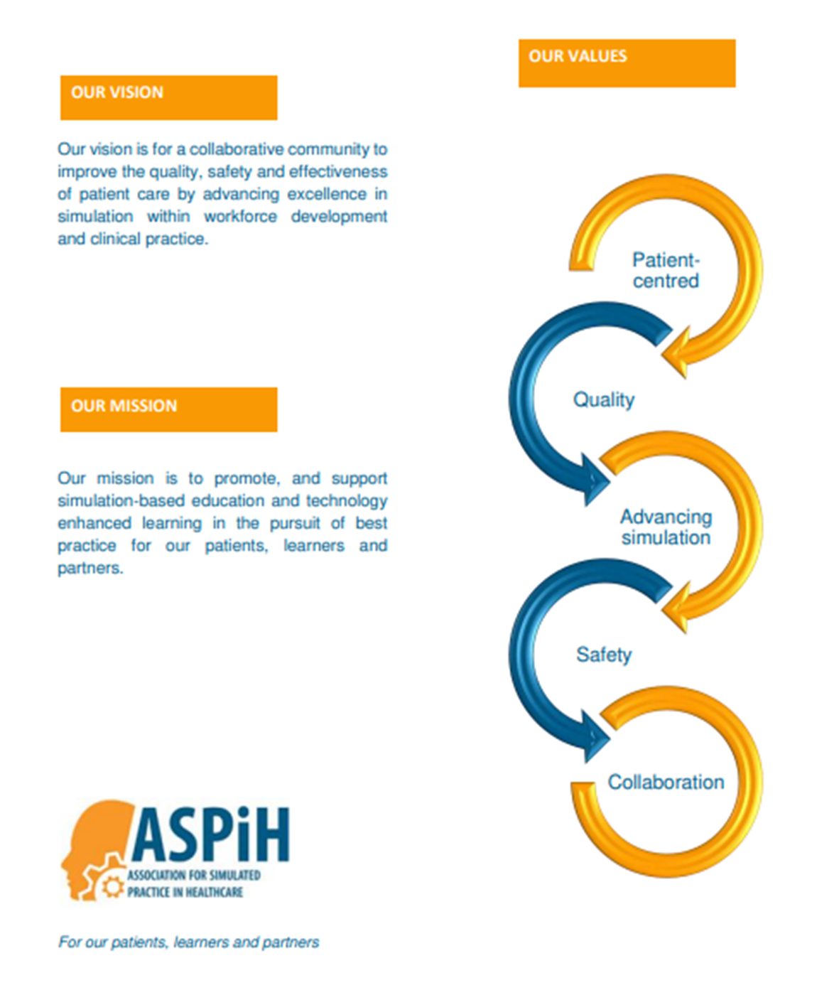 OUR VISION
Our vision is for a collaborative community to
improve the quality, safety and effectiveness
of patient care by advancing excellence in
simulation within workforce development
and clinical practice.
OUR MISSION
Our mission is to promote, and support
simulation-based education and technology
enhanced learning in the pursuit of best
practice for our patients, learners and
partners.
ASPiH
ASSOCIATION FOR SIMULATED
PRACTICE IN HEALTHCARE
For our patients, learners and partners
OUR VALUES
Patient-
centred
Quality
Advancing
simulation
Safety
Collaboration